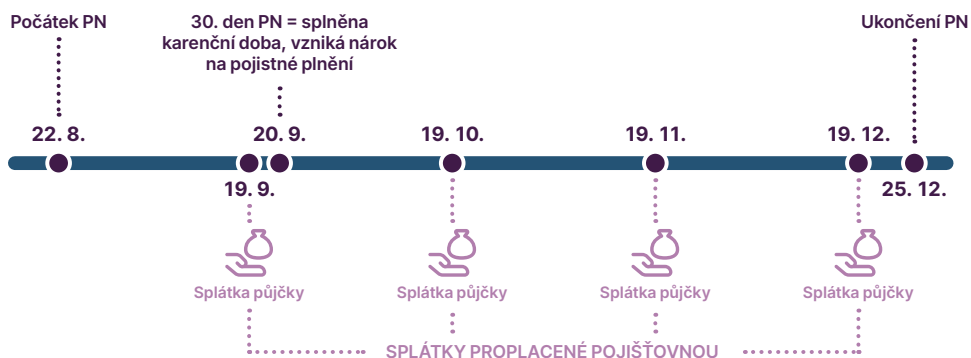 Počátek PN
30. den PN = splněna
karenční doba, vzniká nárok
na pojistné plnění
Ukončení PN
22. 8.
20. 9.
19. 10.
19. 11.
19. 12.
19. 9.
25. 12.
Splátka půjčky
Splátka půjčky
Splátka půjčky
Splátka půjčky
SPLÁTKY PROPLACENÉ POJIŠŤOVNOU